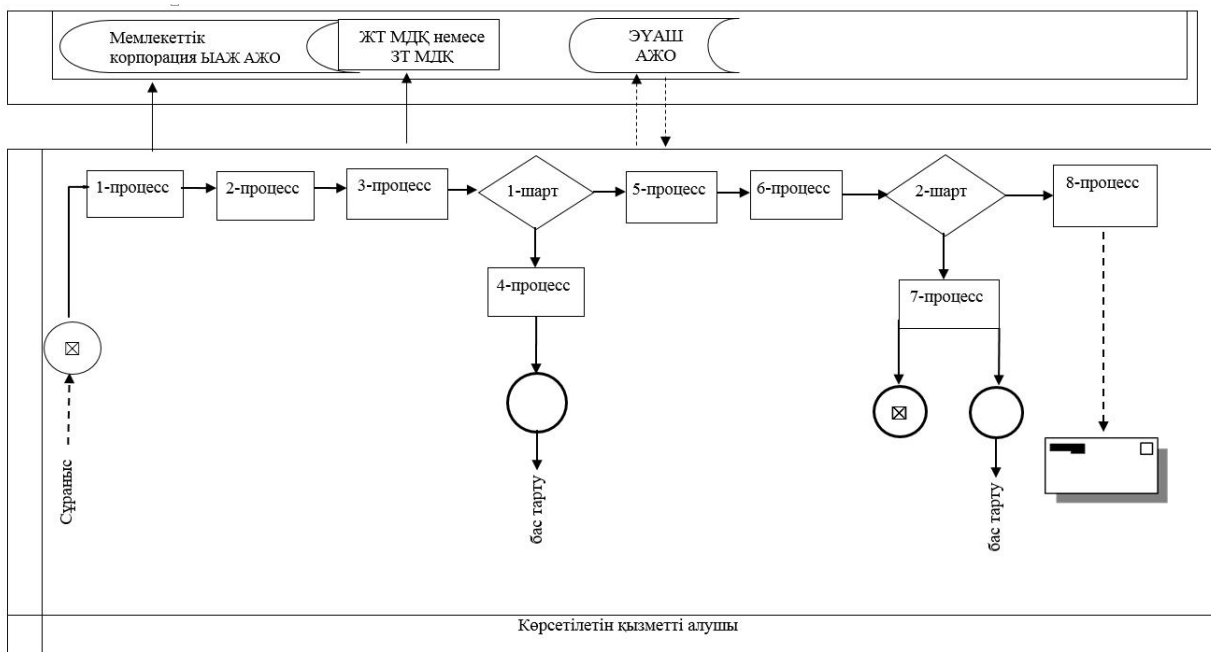 Мемлекеттік
корпорация ЫАЖ АЖО
ЖТ МДҚ немесе
ЗТ МДҚ
ЭҮАШ
АЖО
1-процесс
2-процесс
3-процесс
1-шарт
5-процесс
6-процесс
2-шарт
8-процесс
4-процесс
7-процесс
Сұраныс
бас тарту
бас тарту
Көрсетілетін қызметті алушы